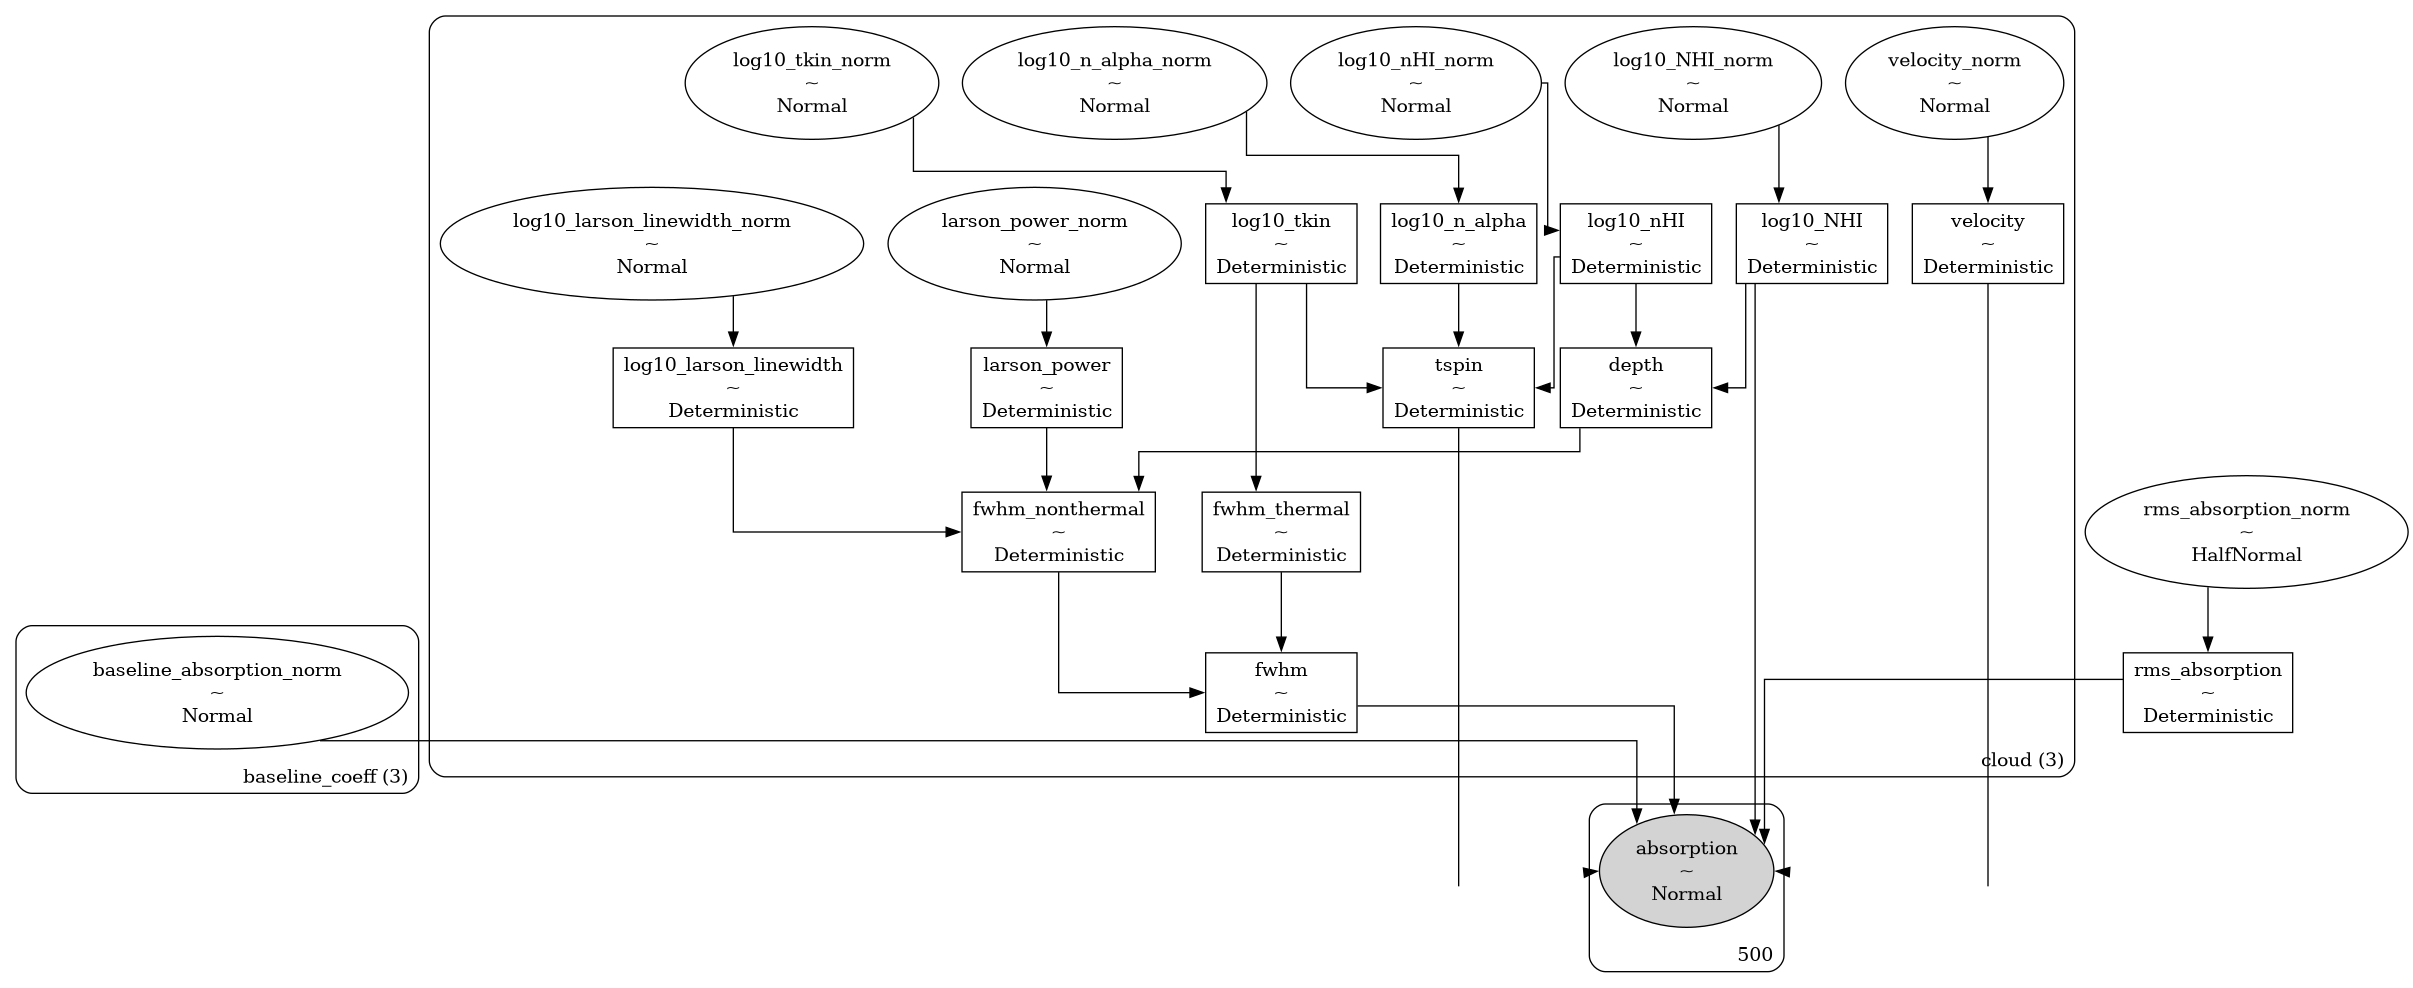 log10_tkin_norm
~
Normal
log10_n_alpha_norm
~
Normal
log10_nHI_norm
~
Normal
log10_NHI_norm
~
Normal
velocity_norm
~
Normal
log10_larson_linewidth_norm
~
Normal
larson_power_norm
~
Normal
log10_tkin
~
Deterministic
log10_n_alpha
~
Deterministic
log10_nHI
~
Deterministic
log10_NHI
~
Deterministic
velocity
~
Deterministic
log10_larson_linewidth
~
Deterministic
larson_power
~
Deterministic
tspin
~
Deterministic
depth
~
Deterministic
fwhm_nonthermal
~
Deterministic
fwhm_thermal
~
Deterministic
rms_absorption_norm
~
HalfNormal
baseline_absorption_norm
~
Normal
fwhm
~
Deterministic
rms_absorption
~
Deterministic
cloud (3)
baseline_coeff (3)
absorption
~
Normal
500